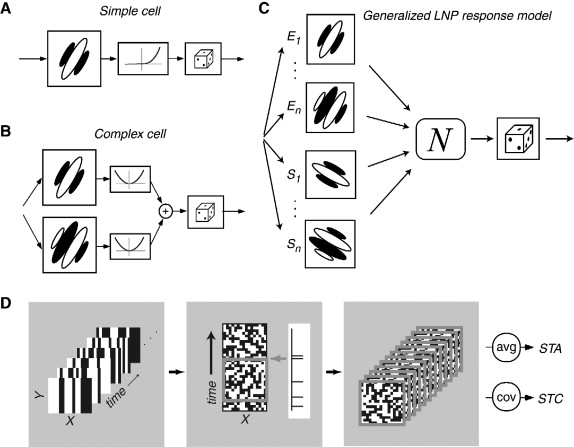 A
Simple cell
B
Complex cell
+
C
Generalized LNP response model
E1
En
S1
Sn
N
D
Y
X
time
time
X
avg
STA
cov
STC